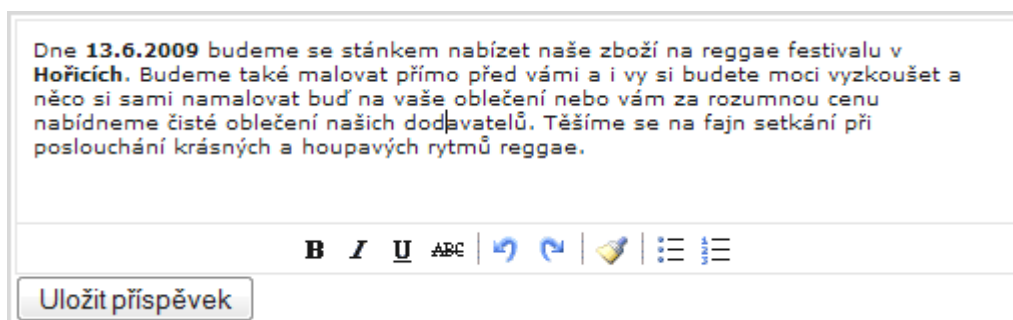 Dne 13.6.2009 budeme se stánkem nabízet naše zboží na reggae festivalu v
Hořicích. Budeme také malovat přímo před vámi a i vy si budete moci vyzkoušet a
něco si sami namalovat buď na vaše oblečení nebo vám za rozumnou cenu
nabídneme čisté oblečení našich dodavatelů. Těšíme se na fajn setkání při
poslouchání krásných a houpavých rytmů reggae.
B I U ABC
Uložit příspěvek